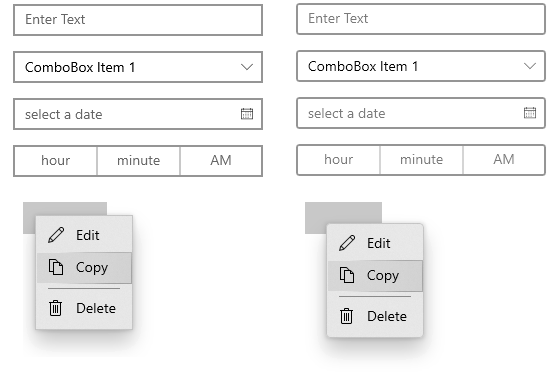 Enter Text
ComboBox Item 1
select a date
hour minute AM
Edit
Copy
Delete
Enter Text
ComboBox Item 1
select a date
hour minute AM
Edit
Copy
Delete